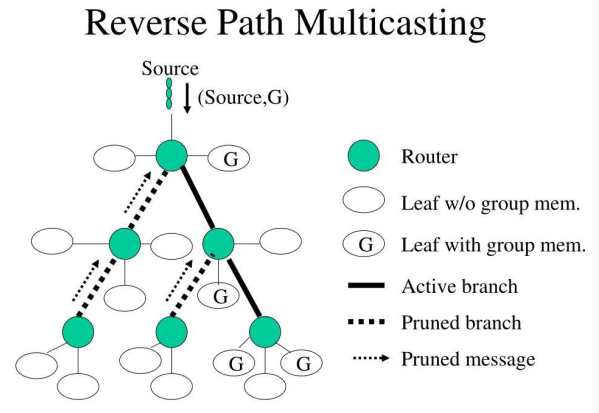 Reverse Path Multicasting
Source
(Source,G)
G
Router
Leaf w/o group mem.
G
Leaf with group mem.
G
Active branch
Pruned branch
G
G
Pruned message